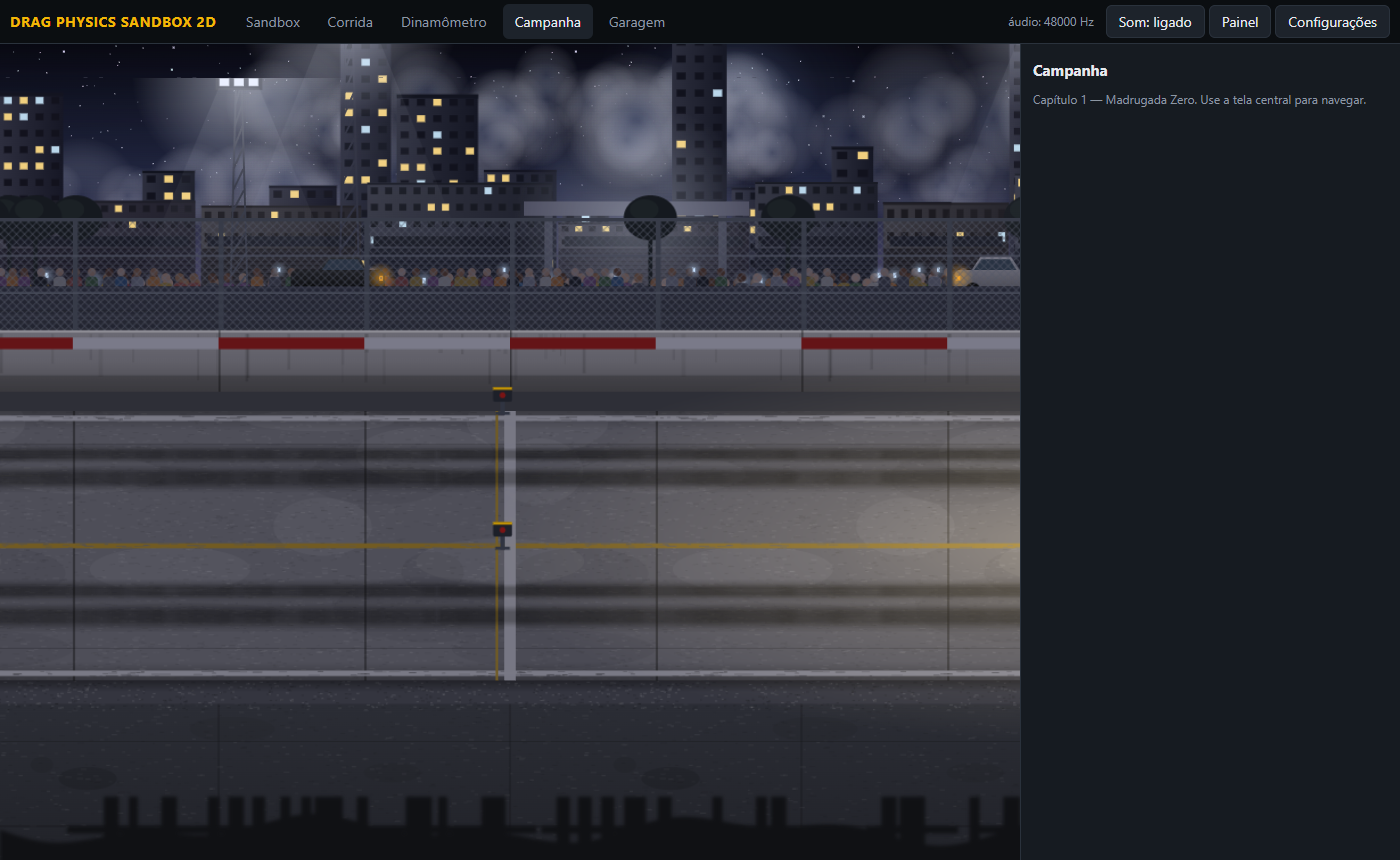 DRAG PHYSICS SANDBOX 2D
Sandbox
Corrida
Dinamômetro
Campanha
Garagem
áudio: 48000 Hz
Som: ligado
Painel
Configurações
Campanha
Capítulo 1 — Madrugada Zero. Use a tela central para navegar.